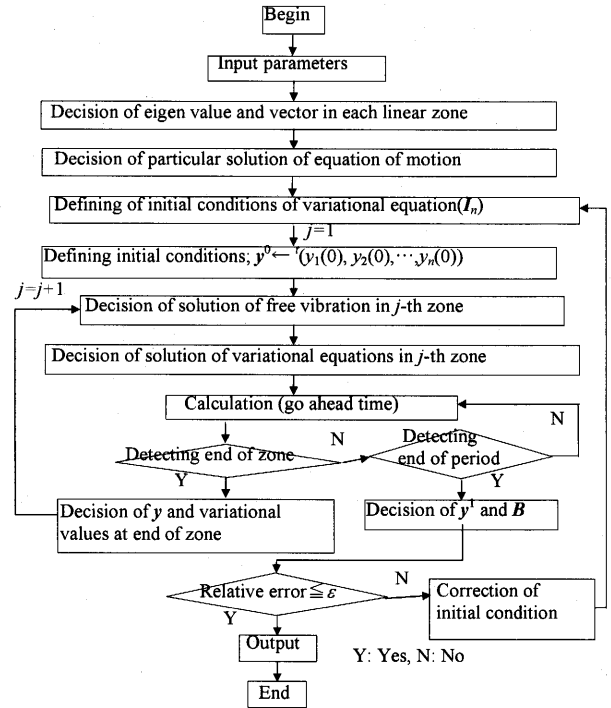 Begin
Input parameters
Decision of eigen value and vector in each linear zone
Decision of particular solution of equation of motion
Defining of initial conditions of variational equation(Iₙ)
j=1
Defining initial conditions; y⁰← ᵗ(y₁(0), y₂(0),⋯,yₙ(0))
j=j+1
Decision of solution of free vibration in j-th zone
Decision of solution of variational equations in j-th zone
Calculation (go ahead time)
N
Detecting end of zone
N
Detecting
end of period
Y
Y
Decision of y and variational
values at end of zone
Decision of y¹ and B
Relative error≦ε
N
Correction of
initial condition
Y
Output
Y: Yes, N: No
End